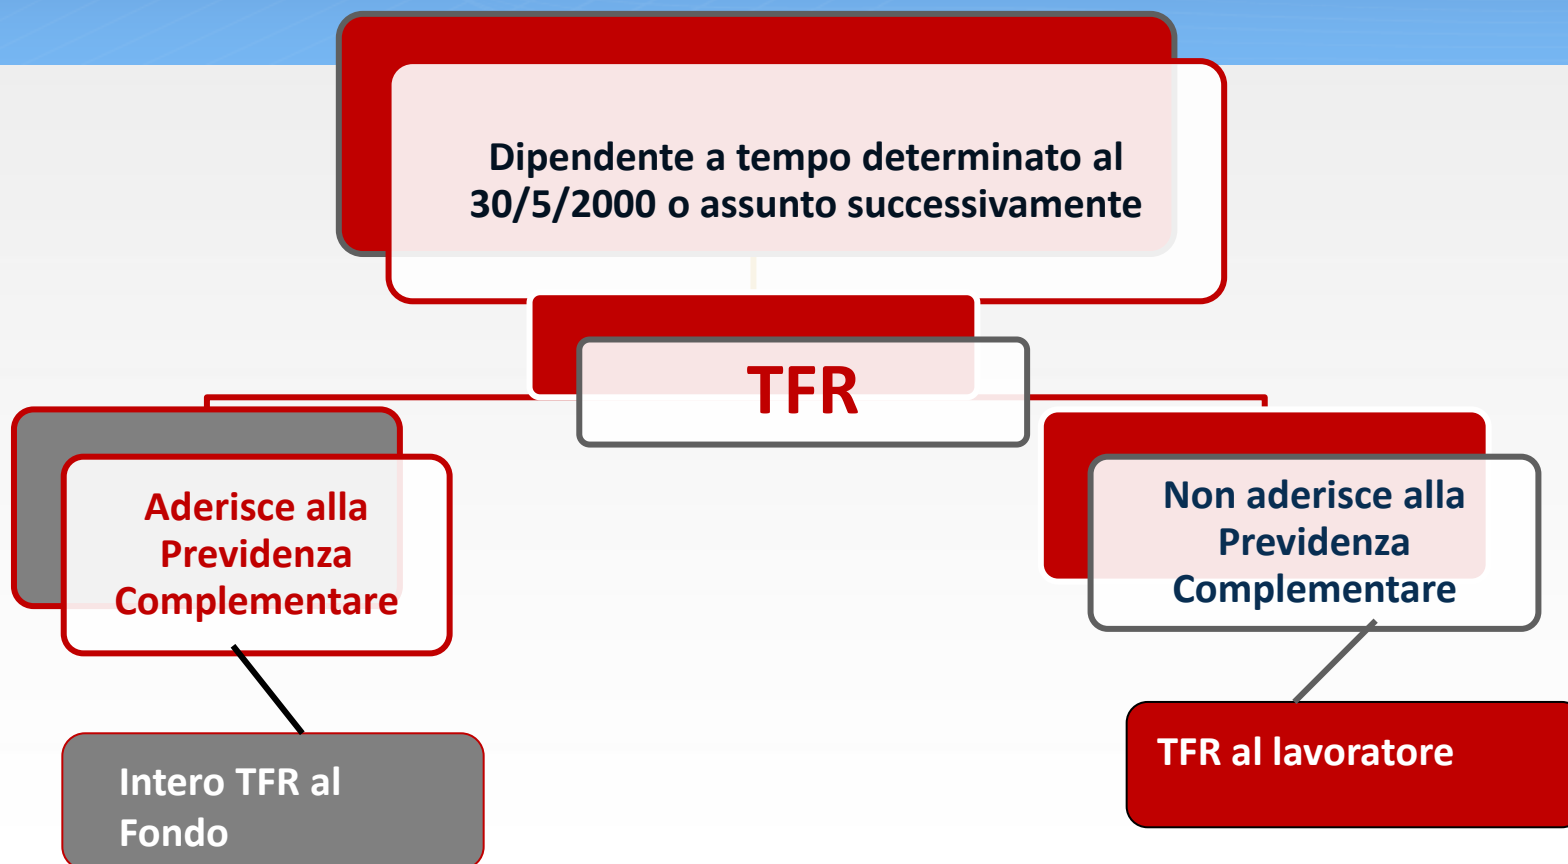 Dipendente a tempo determinato al
30/5/2000 o assunto successivamente
TFR
Aderisce alla
Previdenza
Complementare
Non aderisce alla
Previdenza
Complementare
Intero TFR al
Fondo
TFR al lavoratore